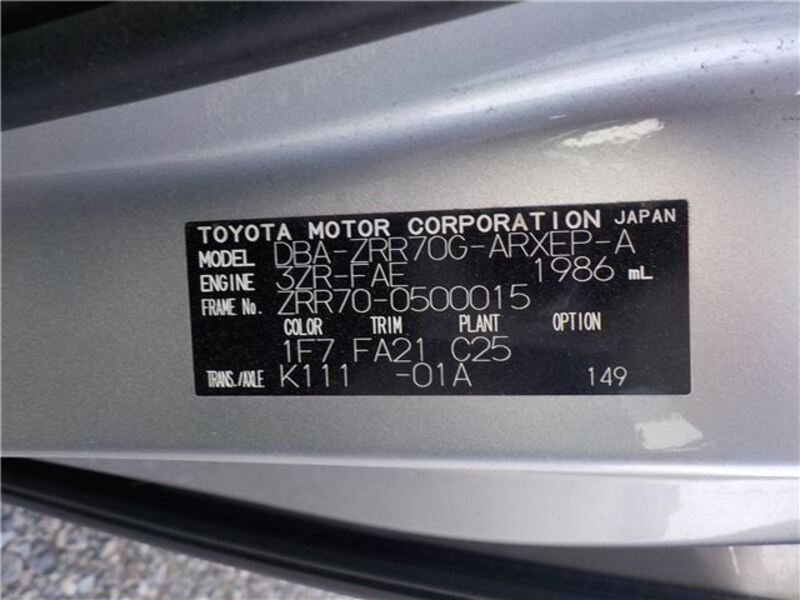 TOYOTA MOTOR CORPORATION JAPAN
MODEL DBA-ZRR70G-ARXEP-A
ENGINE 3ZR-FAE 1986 mL
FRAME No. ZRR70-0500015
COLOR TRIM PLANT OPTION
1F7 FA21 C25
TRANS./AXLE K111 -01A 149